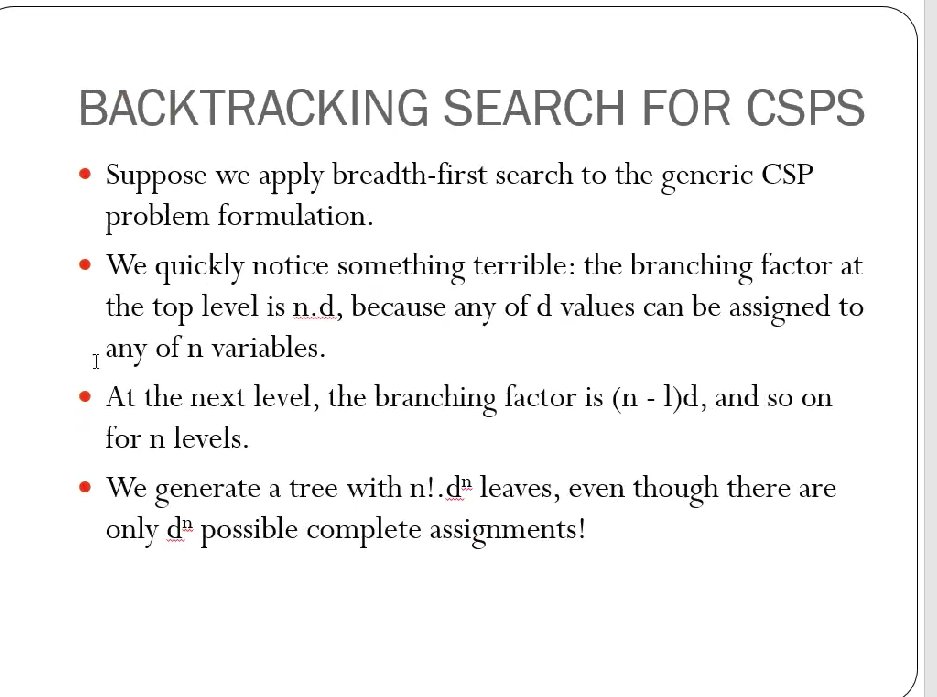 BACKTRACKING SEARCH FOR CSPS
• Suppose we apply breadth-first search to the generic CSP
problem formulation.
• We quickly notice something terrible: the branching factor at
the top level is n.d, because any of d values can be assigned to
any of n variables.
• At the next level, the branching factor is (n - l)d, and so on
for n levels.
• We generate a tree with n!.dⁿ leaves, even though there are
only dⁿ possible complete assignments!